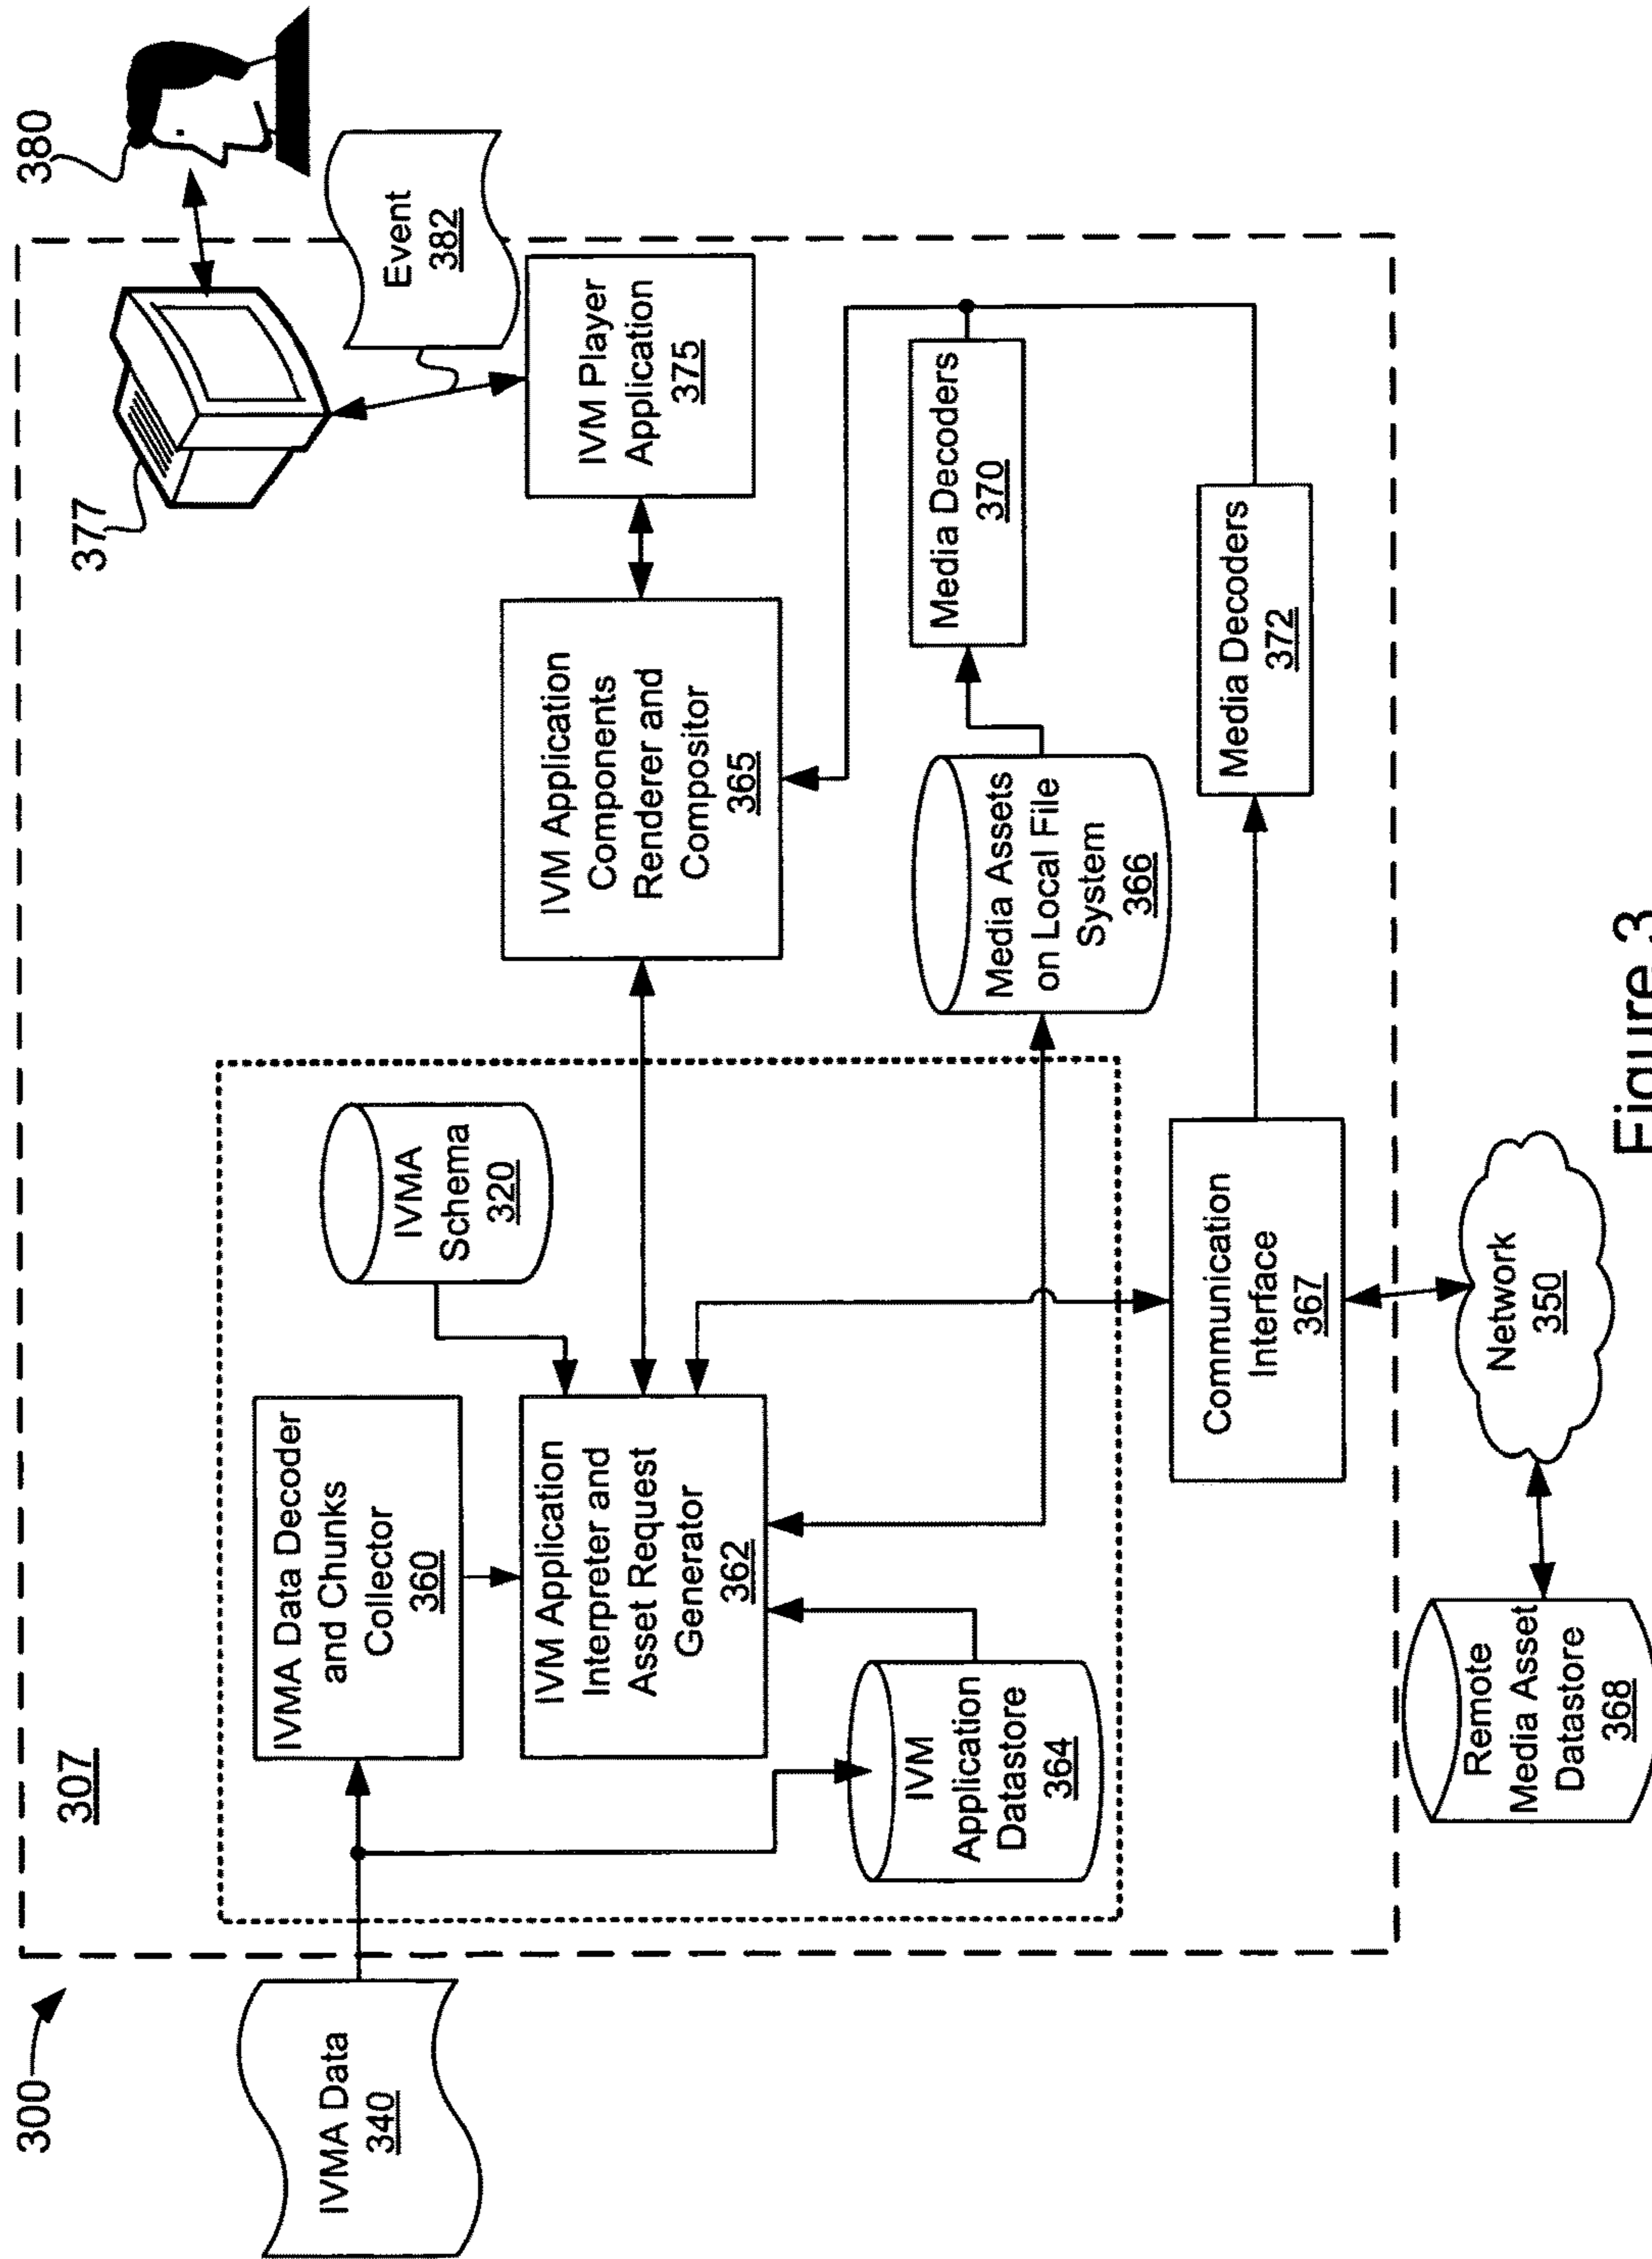 300
307
IVMA Data
340
IVMA Data Decoder
and Chunks
Collector
360
IVMA
Schema
320
IVM Application
Interpreter and
Asset Request
Generator
362
IVM
Application
Datastore
364
IVM Application
Components
Renderer and
Compositor
365
IVM Player
Application
375
377
380
Event
382
Media Assets
on Local File
System
366
Media Decoders
370
Media Decoders
372
Communication
Interface
367
Network
350
Remote
Media Asset
Datastore
368
Figure 3